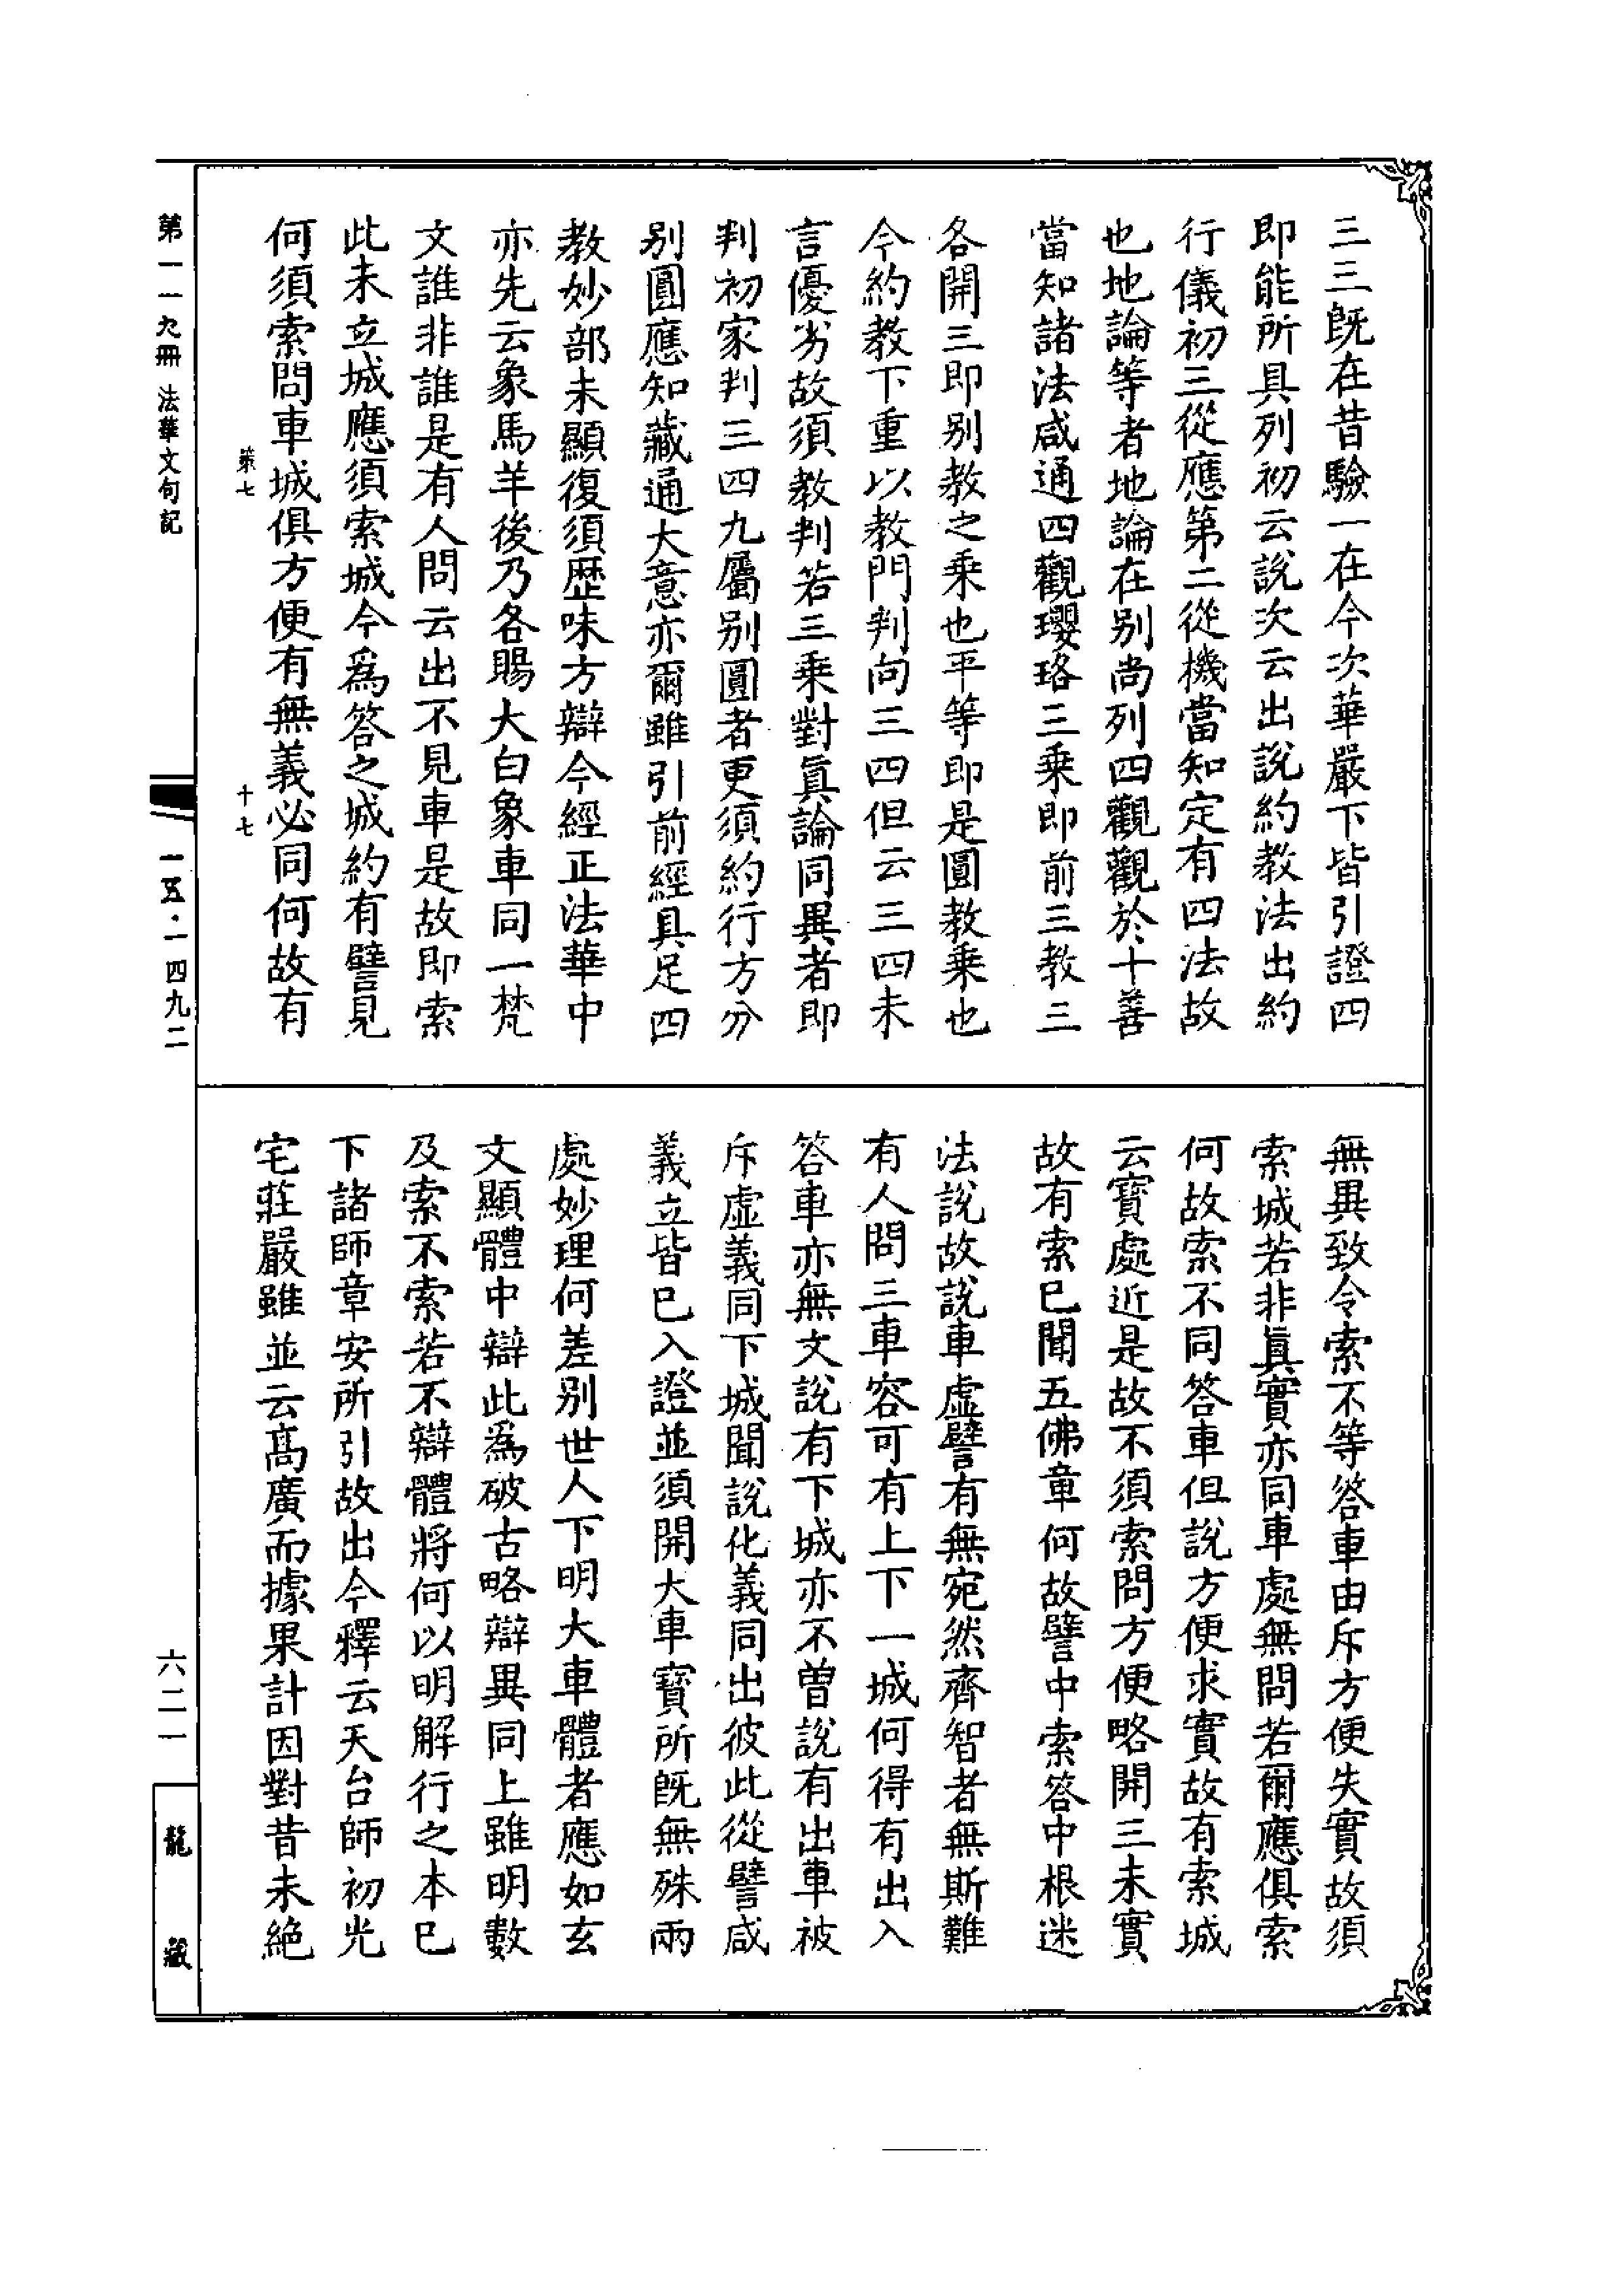 三三旣在昔驗一在今次華嚴下皆引證四
即能所具列初云說次云出說約教法出約
行儀初三從應第二從機當知定有四法故
也地論等者地論在别尚列四觀觀於十善
當知諸法咸通四觀瓔珞三乗即前三教三
各開三即别教之乗也平等即是圓教乗也
今約教下重以教門判向三四但云三四未
言優劣故須教判若三乗對眞論同異者即
判初家判三四九屬别圓者更須約行方分
别圓應知藏通大意亦爾雖引前經具足四
教妙部未顯復須歷味方辯今經正法華中
亦先云象馬羊後乃各賜大白象車同一梵
文誰非誰是有人問云出不見車是故即索
此未立城應須索城今爲答之城約有譬見
何須索問車城俱方便有無義必同何故有
無異致令索不等答車由斥方便失實故須
索城若非眞實亦同車處無問若爾應俱索
何故索不同答車但說方便求實故有索城
云寶處近是故不須索問方便略開三未實
故有索已聞五佛章何故譬中索答中根迷
法說故說車虛譬有無宛然齊智者無斯難
有人問三車容可有上下一城何得有出入
答車亦無文說有下城亦不曾說有出車被
斥虛義同下城聞說化義同出彼此從譬咸
義立皆已入證並須開大車寶所旣無殊兩
處妙理何差别世人下明大車體者應如玄
文顯體中辯此爲破古略辯異同上雖明數
及索不索若不辯體將何以明解行之本已
下諸師章安所引故出今釋云天台師初光
宅莊嚴雖並云高廣而據果計因對昔未絕
策七
十七
第一一九冊 法華文句記
一五·一四九二
六二一
龍藏